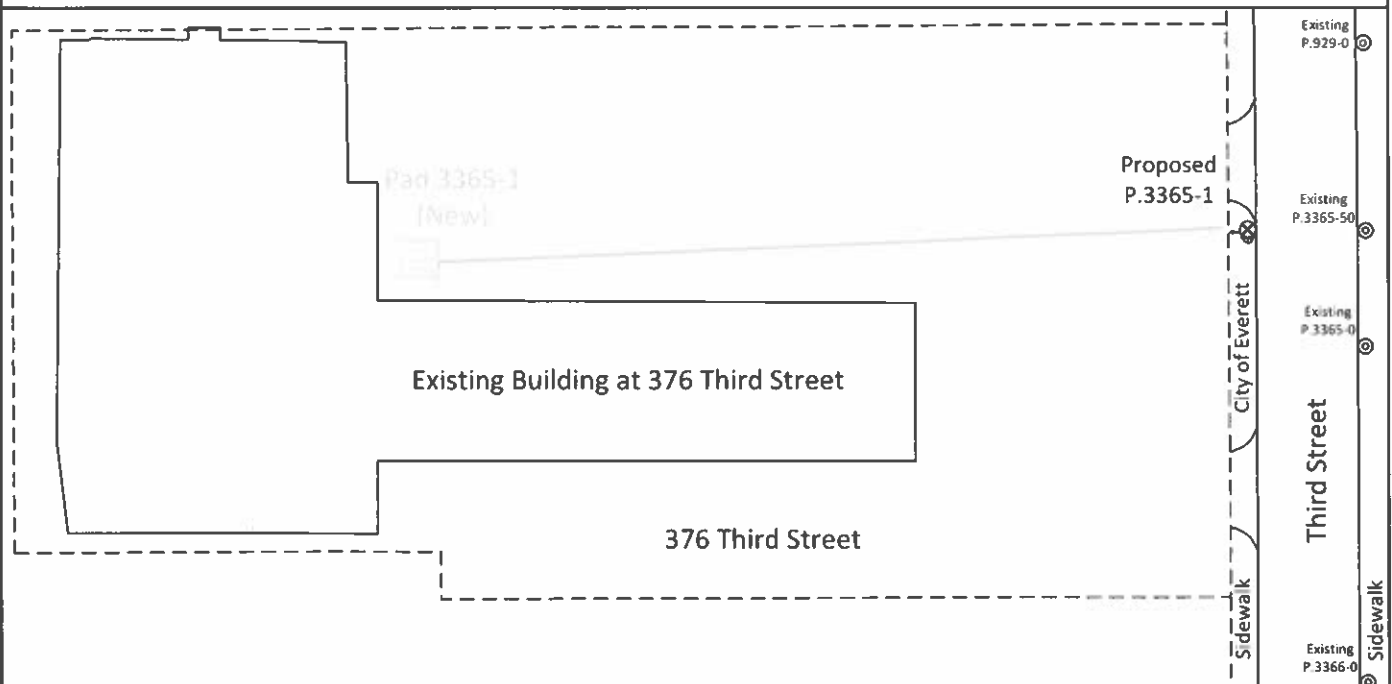 Existing
P.929-0
Pad 3365-1
(New)
Proposed
P.3365-1
Existing
P.3365-50
City of Everett
Existing
P.3365-0
Existing Building at 376 Third Street
Third Street
376 Third Street
Sidewalk
Sidewalk
Existing
P.3366-0